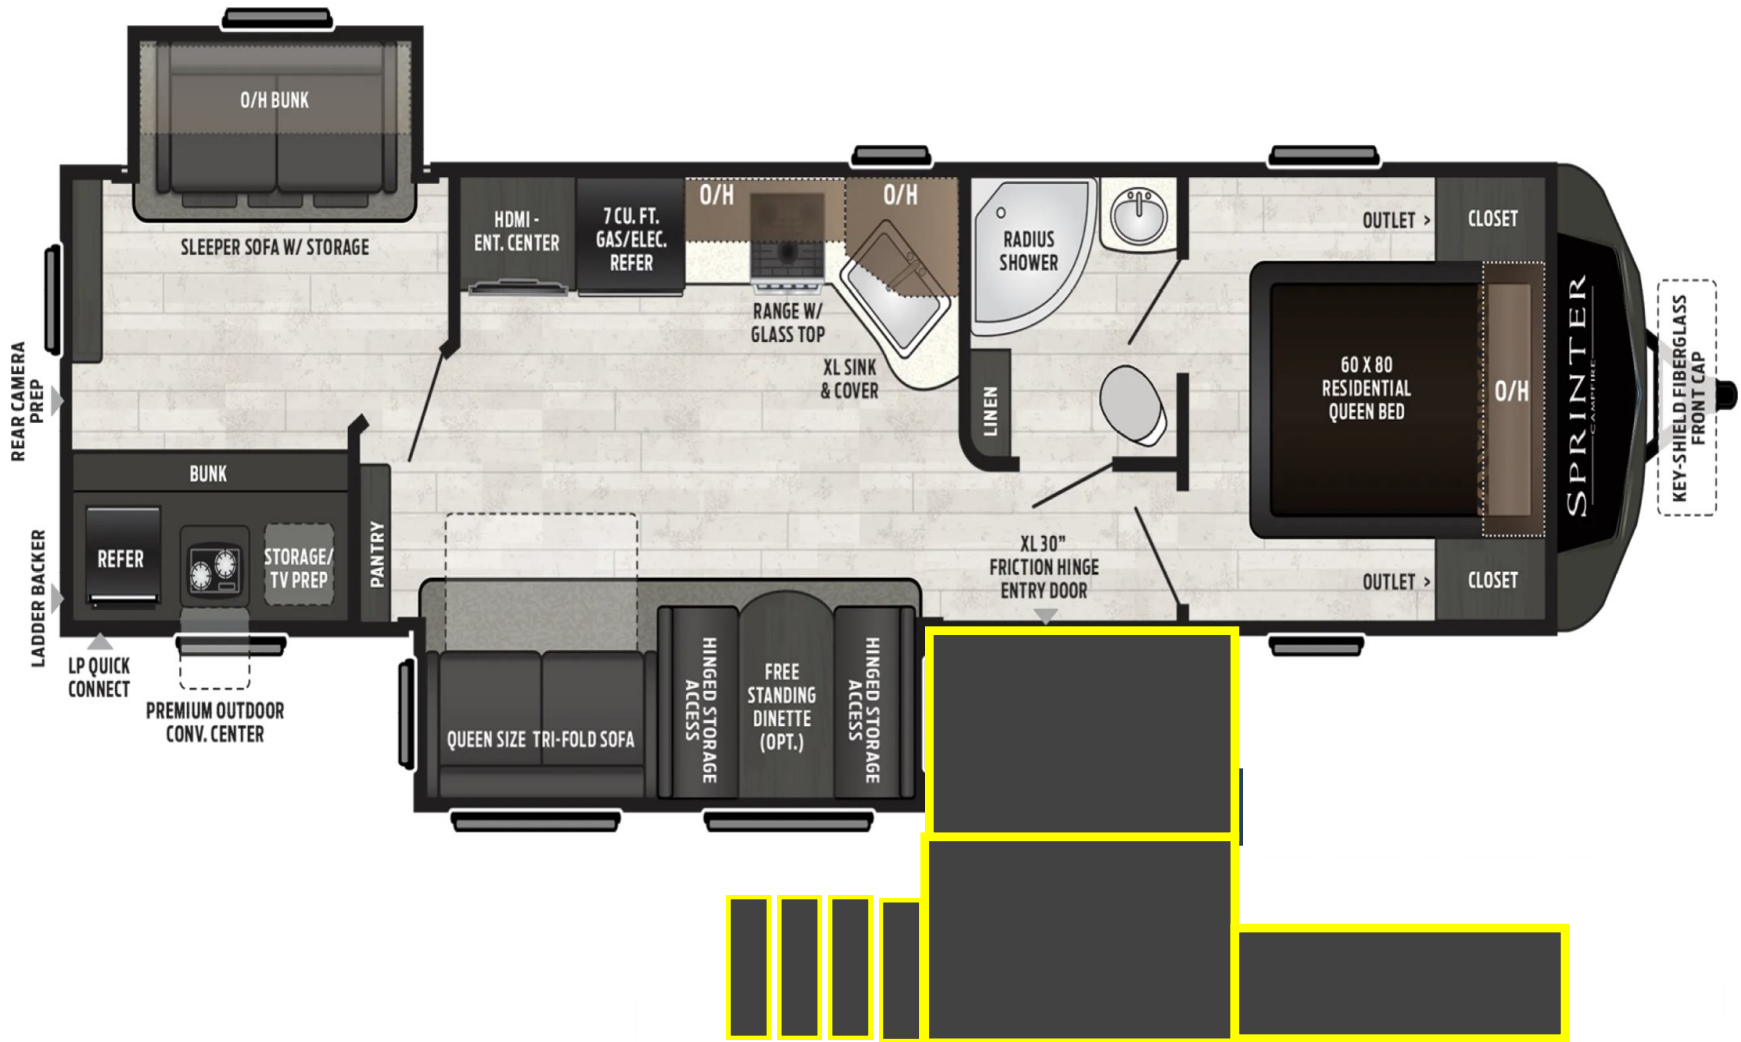 O/H BUNK
SLEEPER SOFA W/ STORAGE
HDMI -
ENT. CENTER
7 CU. FT.
GAS/ELEC.
REFER
O/H
O/H
RANGE W/
GLASS TOP
XL SINK
& COVER
RADIUS
SHOWER
LINEN
OUTLET >
CLOSET
60 X 80
RESIDENTIAL
QUEEN BED
O/H
SPRINTER
CAMPFIRE
KEY-SHIELD FIBERGLASS
FRONT CAP
REAR CAMERA
PREP
BUNK
REFER
STORAGE/
TV PREP
PANTRY
LADDER BACKER
LP QUICK
CONNECT
PREMIUM OUTDOOR
CONV. CENTER
QUEEN SIZE TRI-FOLD SOFA
HINGED STORAGE
ACCESS
FREE
STANDING
DINETTE
(OPT.)
HINGED STORAGE
ACCESS
XL 30"
FRICTION HINGE
ENTRY DOOR
OUTLET >
CLOSET